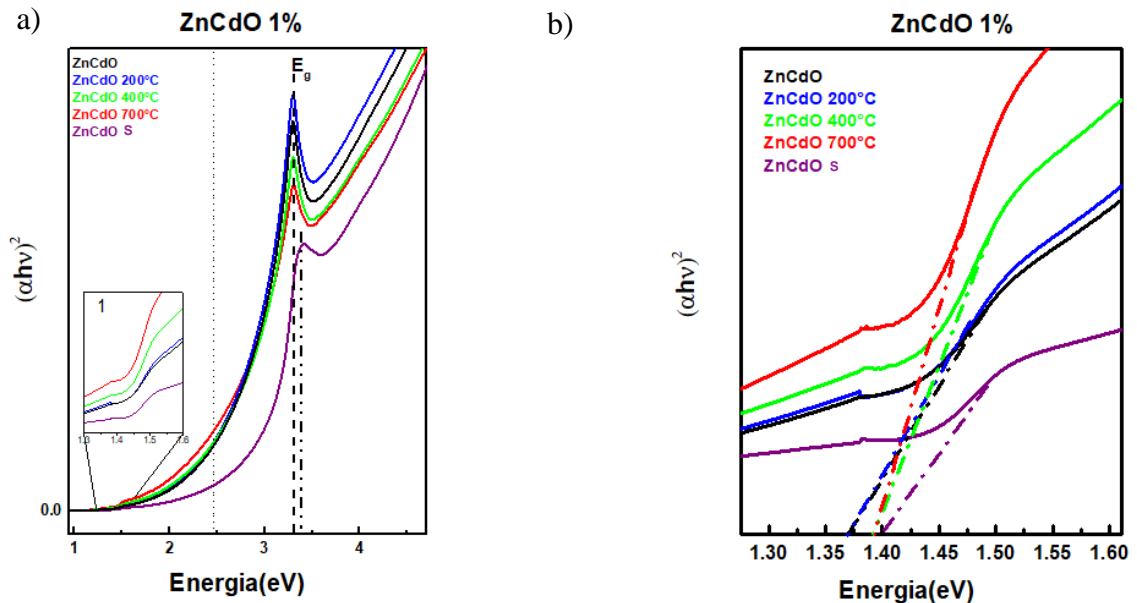 a)
ZnCdO 1%
ZnCdO
ZnCdO 200°C
ZnCdO 400°C
ZnCdO 700°C
ZnCdO S
E_g
(αhν)²
1
1.3 1.4 1.5 1.6
0.0
1 2 3 4
Energia(eV)
b)
ZnCdO 1%
ZnCdO
ZnCdO 200°C
ZnCdO 400°C
ZnCdO 700°C
ZnCdO S
(αhν)²
1.30 1.35 1.40 1.45 1.50 1.55 1.60
Energia(eV)